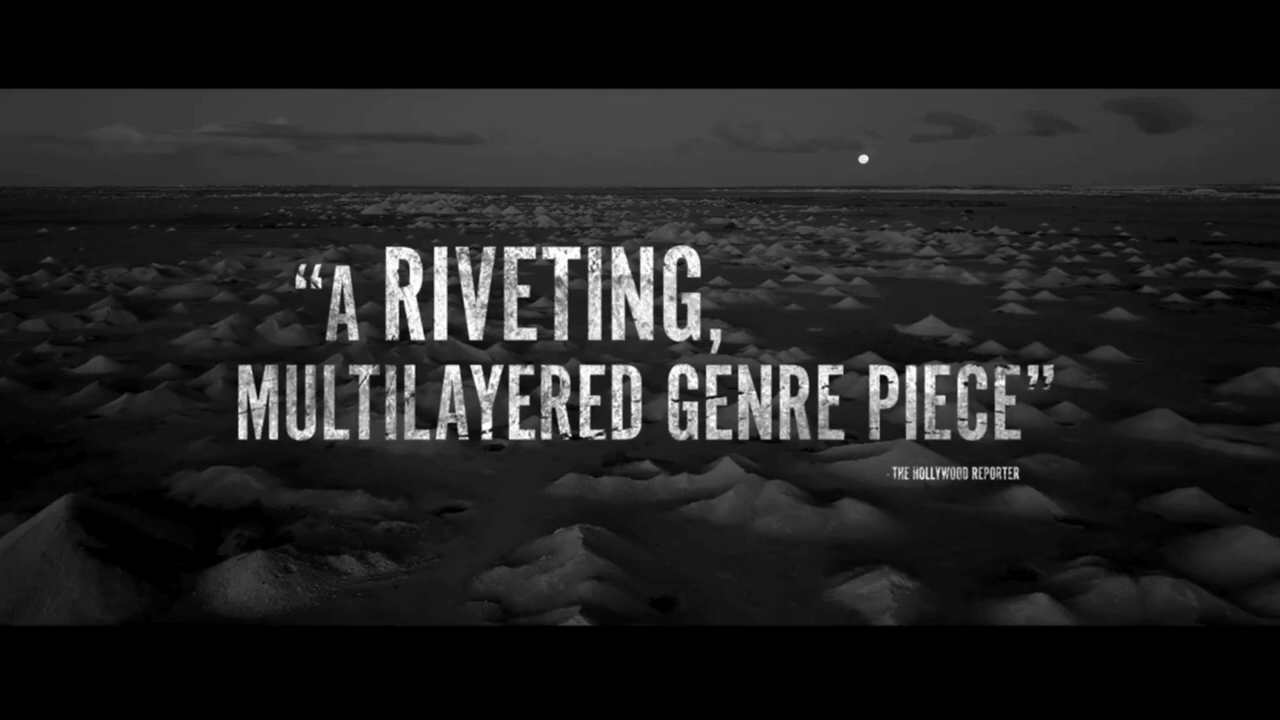 “A RIVETING,
MULTILAYERED GENRE PIECE”
- THE HOLLYWOOD REPORTER